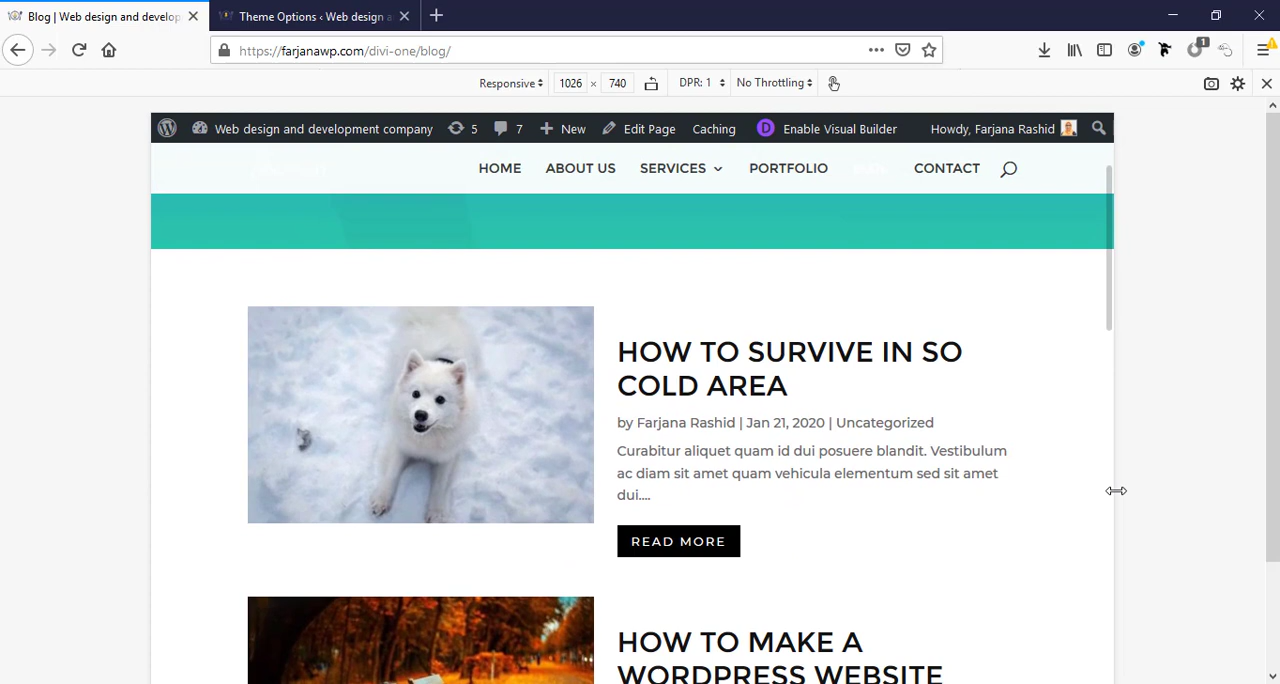 Blog | Web design and develop
Theme Options ‹ Web design a
https://farjanawp.com/divi-one/blog/
1
Responsive
1026 × 740
DPR: 1
No Throttling
Web design and development company
5
7
New
Edit Page
Caching
D
Enable Visual Builder
Howdy, Farjana Rashid
HOME
ABOUT US
SERVICES
PORTFOLIO
CONTACT
HOW TO SURVIVE IN SO
COLD AREA
by Farjana Rashid | Jan 21, 2020 | Uncategorized
Curabitur aliquet quam id dui posuere blandit. Vestibulum
ac diam sit amet quam vehicula elementum sed sit amet
dui....
READ MORE
HOW TO MAKE A
WORDPRESS WEBSITE